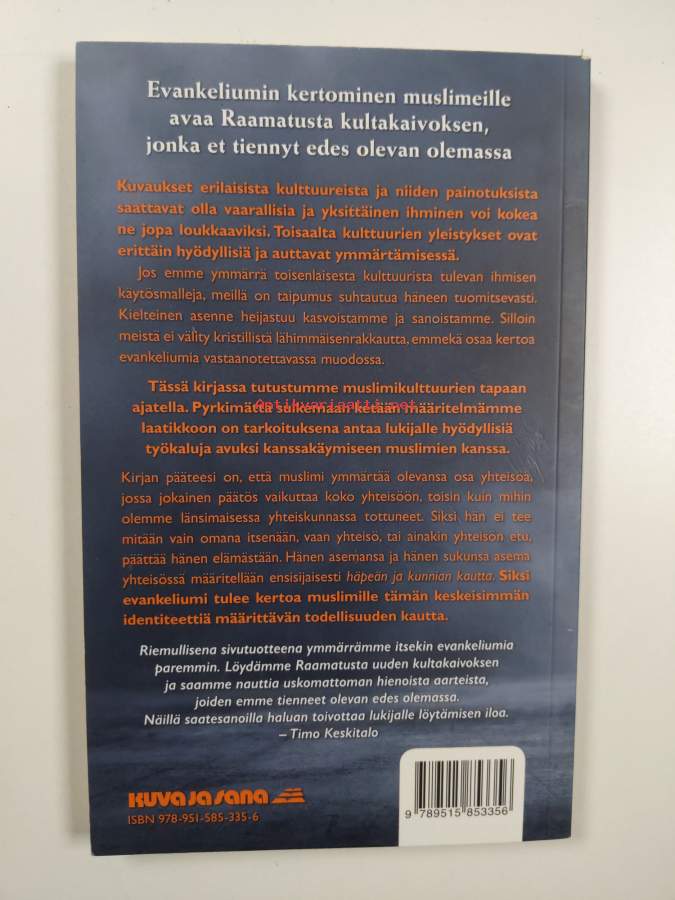 Evankeliumin kertominen muslimeille
avaa Raamatusta kultakaivoksen,
jonka et tiennyt edes olevan olemassa
Kuvaukset erilaisista kulttuureista ja niiden painotuksista
saattavat olla vaarallisia ja yksittäinen ihminen voi kokea
ne jopa loukkaaviksi. Toisaalta kulttuurien yleistykset ovat
erittäin hyödyllisiä ja auttavat ymmärtämisessä.
Jos emme ymmärrä toisenlaisesta kulttuurista tulevan ihmisen
käytösmalleja, meillä on taipumus suhtautua häneen tuomitsevasti.
Kielteinen asenne heijastuu kasvoistamme ja sanoistamme. Silloin
meistä ei välity kristillistä lähimmäisenrakkautta, emmekä osaa kertoa
evankeliumia vastaanotettavassa muodossa.
Tässä kirjassa tutustumme muslimikulttuurien tapaan
ajatella. Pyrkimättä sulkemaan ketään määritelmämme
Antikvariaatti.net
laatikkoon on tarkoituksena antaa lukijalle hyödyllisiä
työkaluja avuksi kanssakäymiseen muslimien kanssa.
Kirjan pääteesi on, että muslimi ymmärtää olevansa osa yhteisöä,
jossa jokainen päätös vaikuttaa koko yhteisöön, toisin kuin mihin
olemme länsimaisessa yhteiskunnassa tottuneet. Siksi hän ei tee
mitään vain omana itsenään, vaan yhteisö, tai ainakin yhteisön etu,
päättää hänen elämästään. Hänen asemansa ja hänen sukunsa asema
yhteisössä määritellään ensisijaisesti häpeän ja kunnian kautta. Siksi
evankeliumi tulee kertoa muslimille tämän keskeisimmän
identiteettiä määrittävän todellisuuden kautta.
Riemullisena sivutuotteena ymmärrämme itsekin evankeliumia
paremmin. Löydämme Raamatusta uuden kultakaivoksen
ja saamme nauttia uskomattoman hienoista aarteista,
joiden emme tienneet olevan edes olemassa.
Näillä saatesanoilla haluan toivottaa lukijalle löytämisen iloa.
– Timo Keskitalo
Kuva ja sana
ISBN 978-951-585-335-6
9 789515 853356